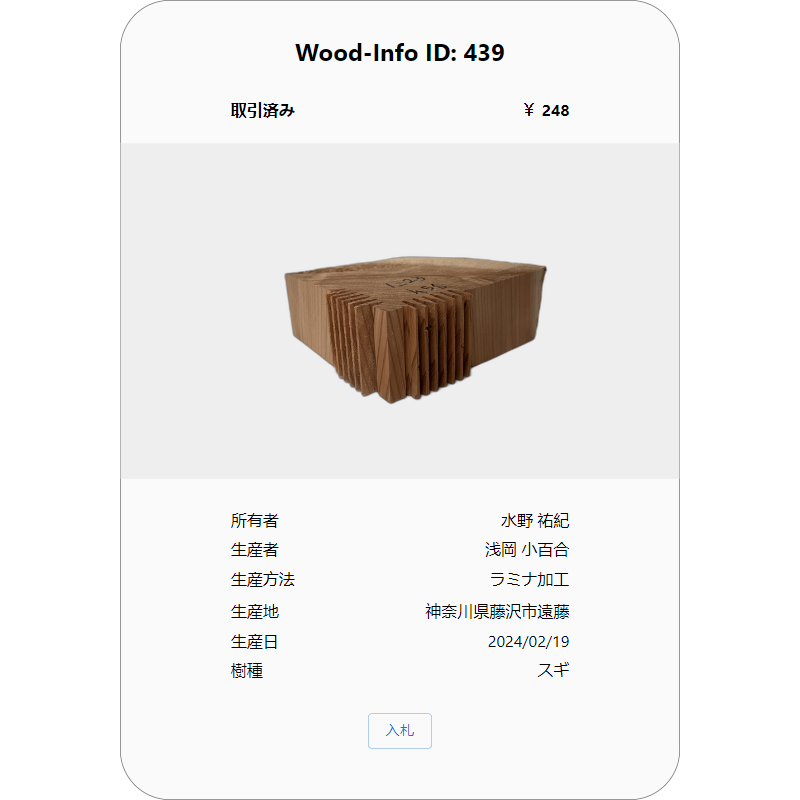 Wood-Info ID: 439
取引済み ¥ 248
所有者 水野 祐紀
生産者 浅岡 小百合
生産方法 ラミナ加工
生産地 神奈川県藤沢市遠藤
生産日 2024/02/19
樹種 スギ
入札